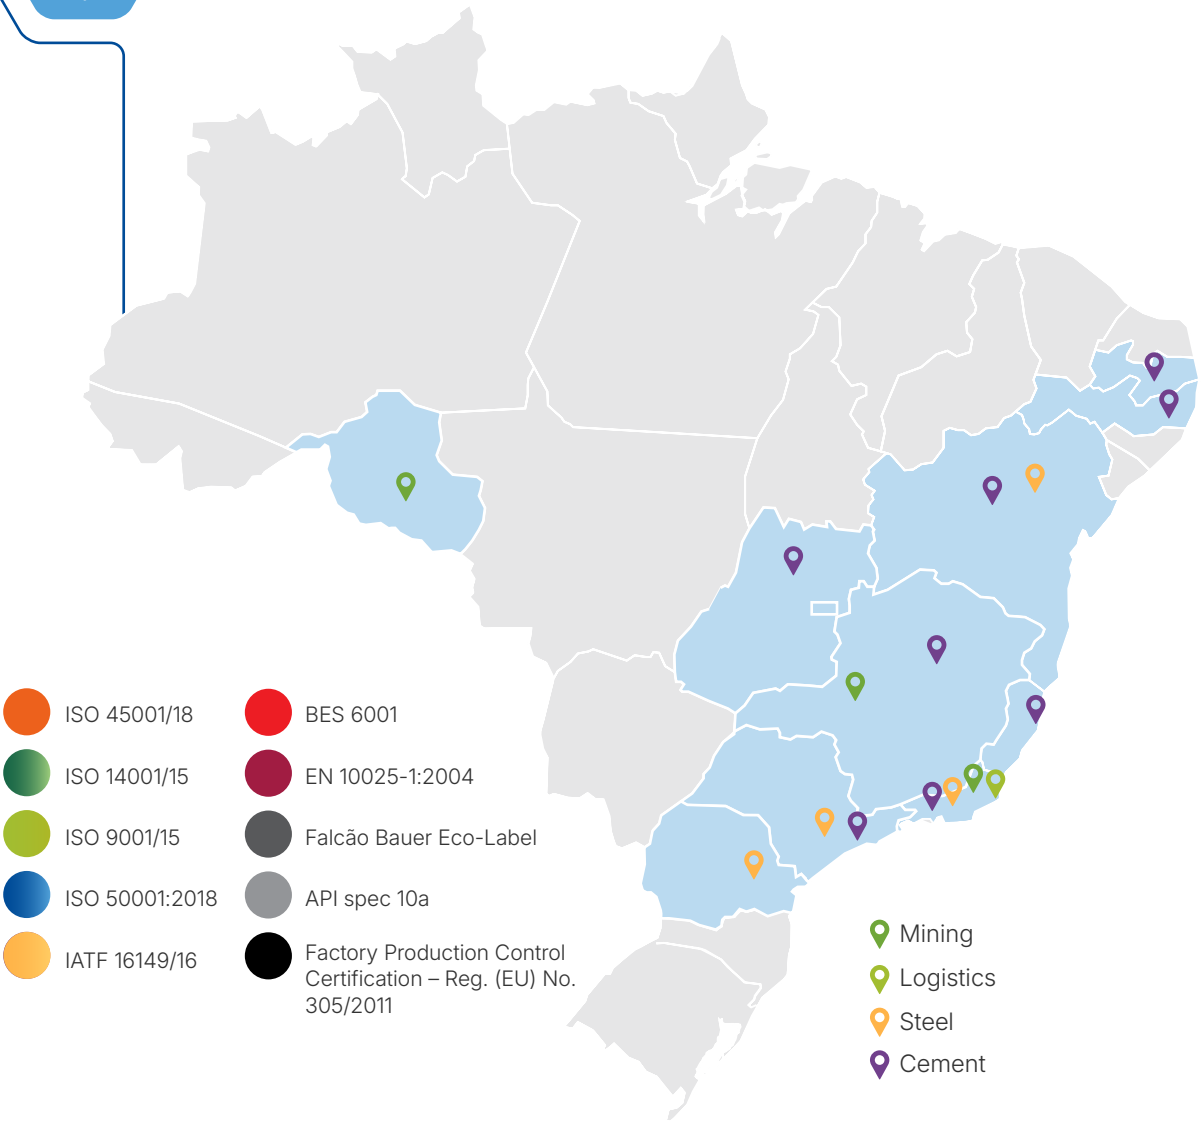 ISO 45001/18
ISO 14001/15
ISO 9001/15
ISO 50001:2018
IATF 16149/16
BES 6001
EN 10025-1:2004
Falcão Bauer Eco-Label
API spec 10a
Factory Production Control
Certification – Reg. (EU) No.
305/2011
Mining
Logistics
Steel
Cement